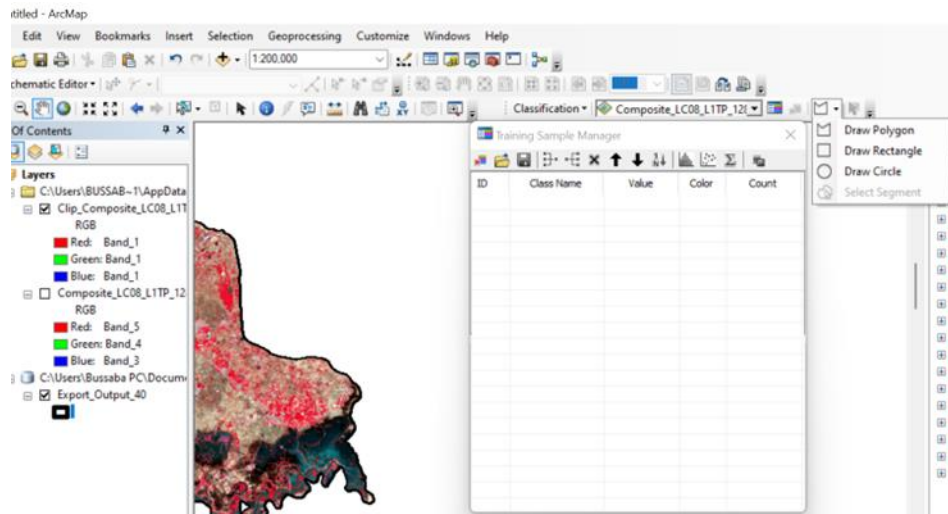 ntitled - ArcMap
Edit View Bookmarks Insert Selection Geoprocessing Customize Windows Help
1:200,000
chematic Editor
Classification Composite_LC08_L1TP_12
Of Contents
Training Sample Manager
Draw Polygon
Draw Rectangle
Draw Circle
Select Segment
ID Class Name Value Color Count
Layers
C:\Users\BUSSAB~1\AppData
Clip_Composite_LC08_L1T
RGB
Red: Band_1
Green: Band_1
Blue: Band_1
Composite_LC08_L1TP_12
RGB
Red: Band_5
Green: Band_4
Blue: Band_3
C:\Users\Bussaba PC\Docum
Export_Output_40